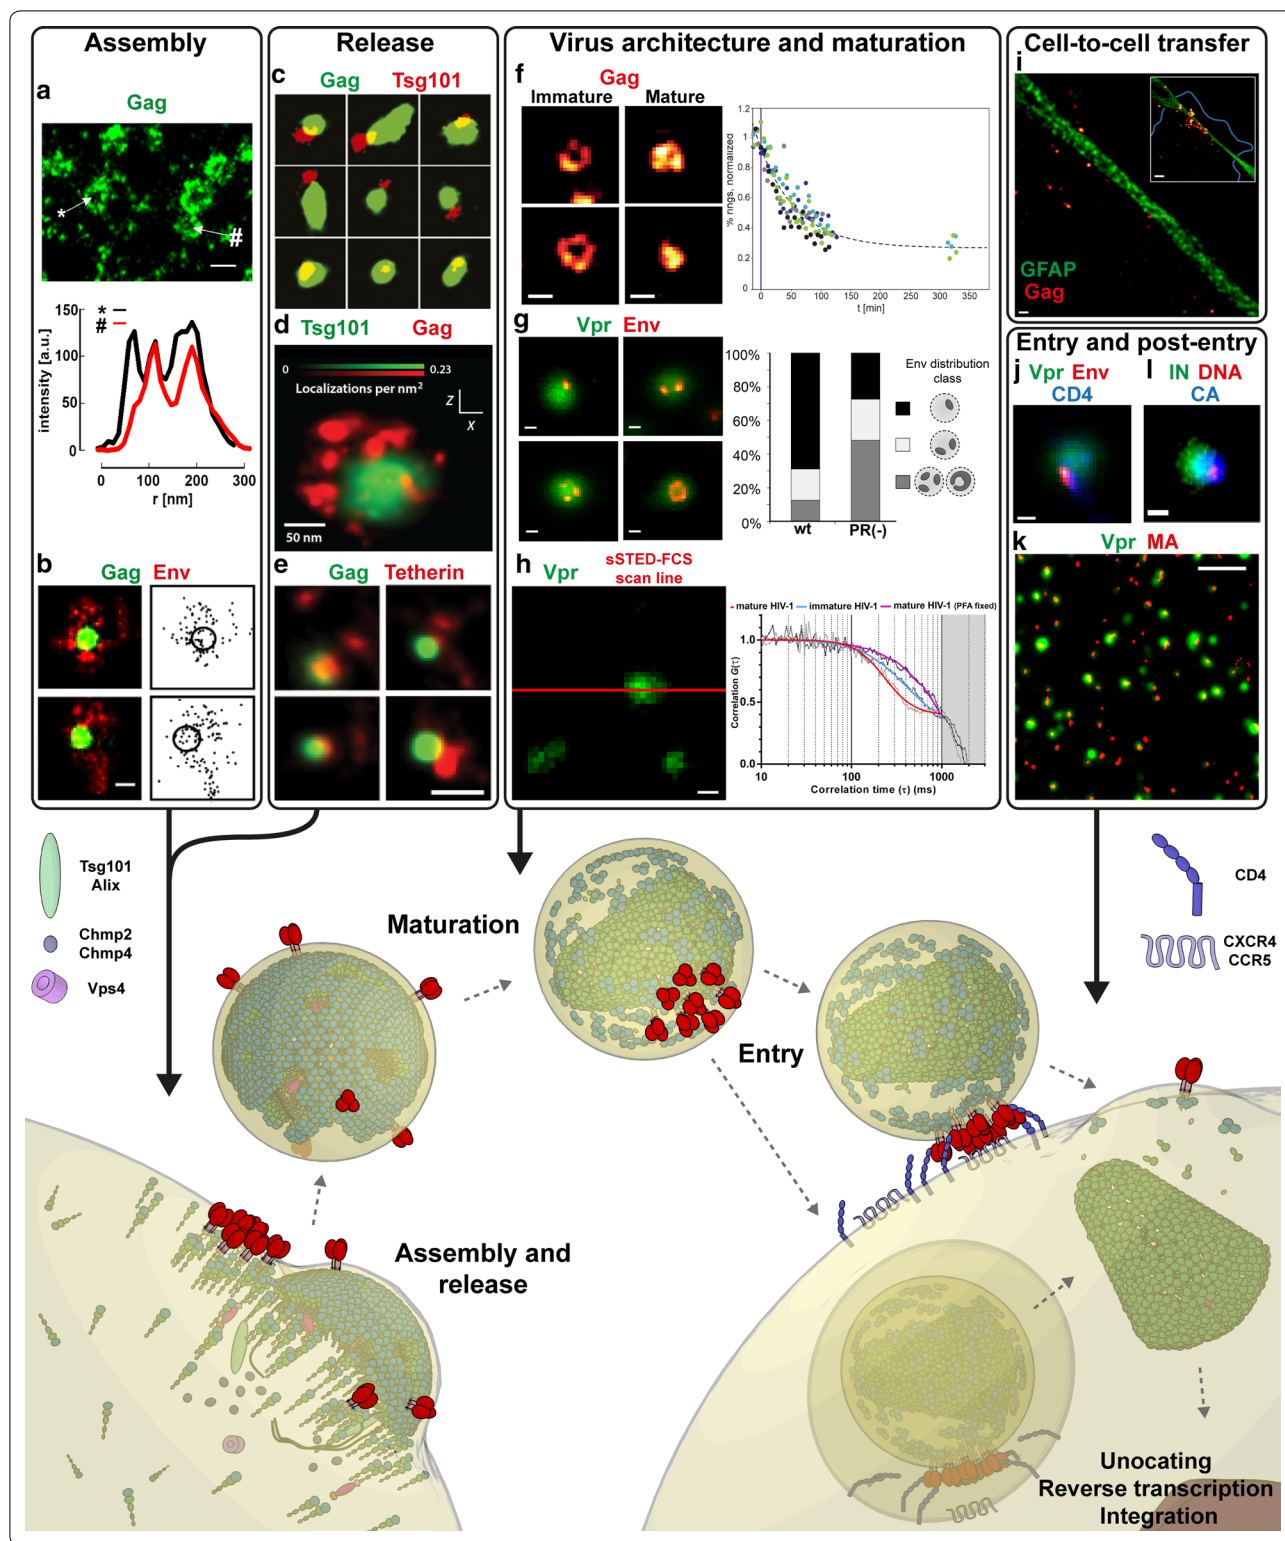 Assembly
a
Gag
*
#
150
100
50
0
*
#
intensity [a.u.]
0
100
200
300
r [nm]
b
Gag Env
Release
c
Gag Tsg101
d
Tsg101 Gag
0
0.23
Localizations per nm2
z
x
50 nm
e
Gag Tetherin
Virus architecture and maturation
f
Gag
Immature Mature
1.2
1
0.8
0.6
0.4
0.2
0
% rings, normalized
0 50 100 150 200 250 300 350
t [min]
g
Vpr Env
100%
80%
60%
40%
20%
0%
wt PR(-)
Env distribution
class
h
Vpr
sSTED-FCS
scan line
mature HIV-1 immature HIV-1 mature HIV-1 (PFA fixed)
1.0
0.5
0.0
Correlation G(τ)
10 100 1000
Correlation time (τ) (ms)
Cell-to-cell transfer
i
GFAP
Gag
Entry and post-entry
j
Vpr Env
CD4
l
IN DNA
CA
k
Vpr MA
Tsg101
Alix
Chmp2
Chmp4
Vps4
CD4
CXCR4
CCR5
Maturation
Entry
Assembly and
release
Unocating
Reverse transcription
Integration